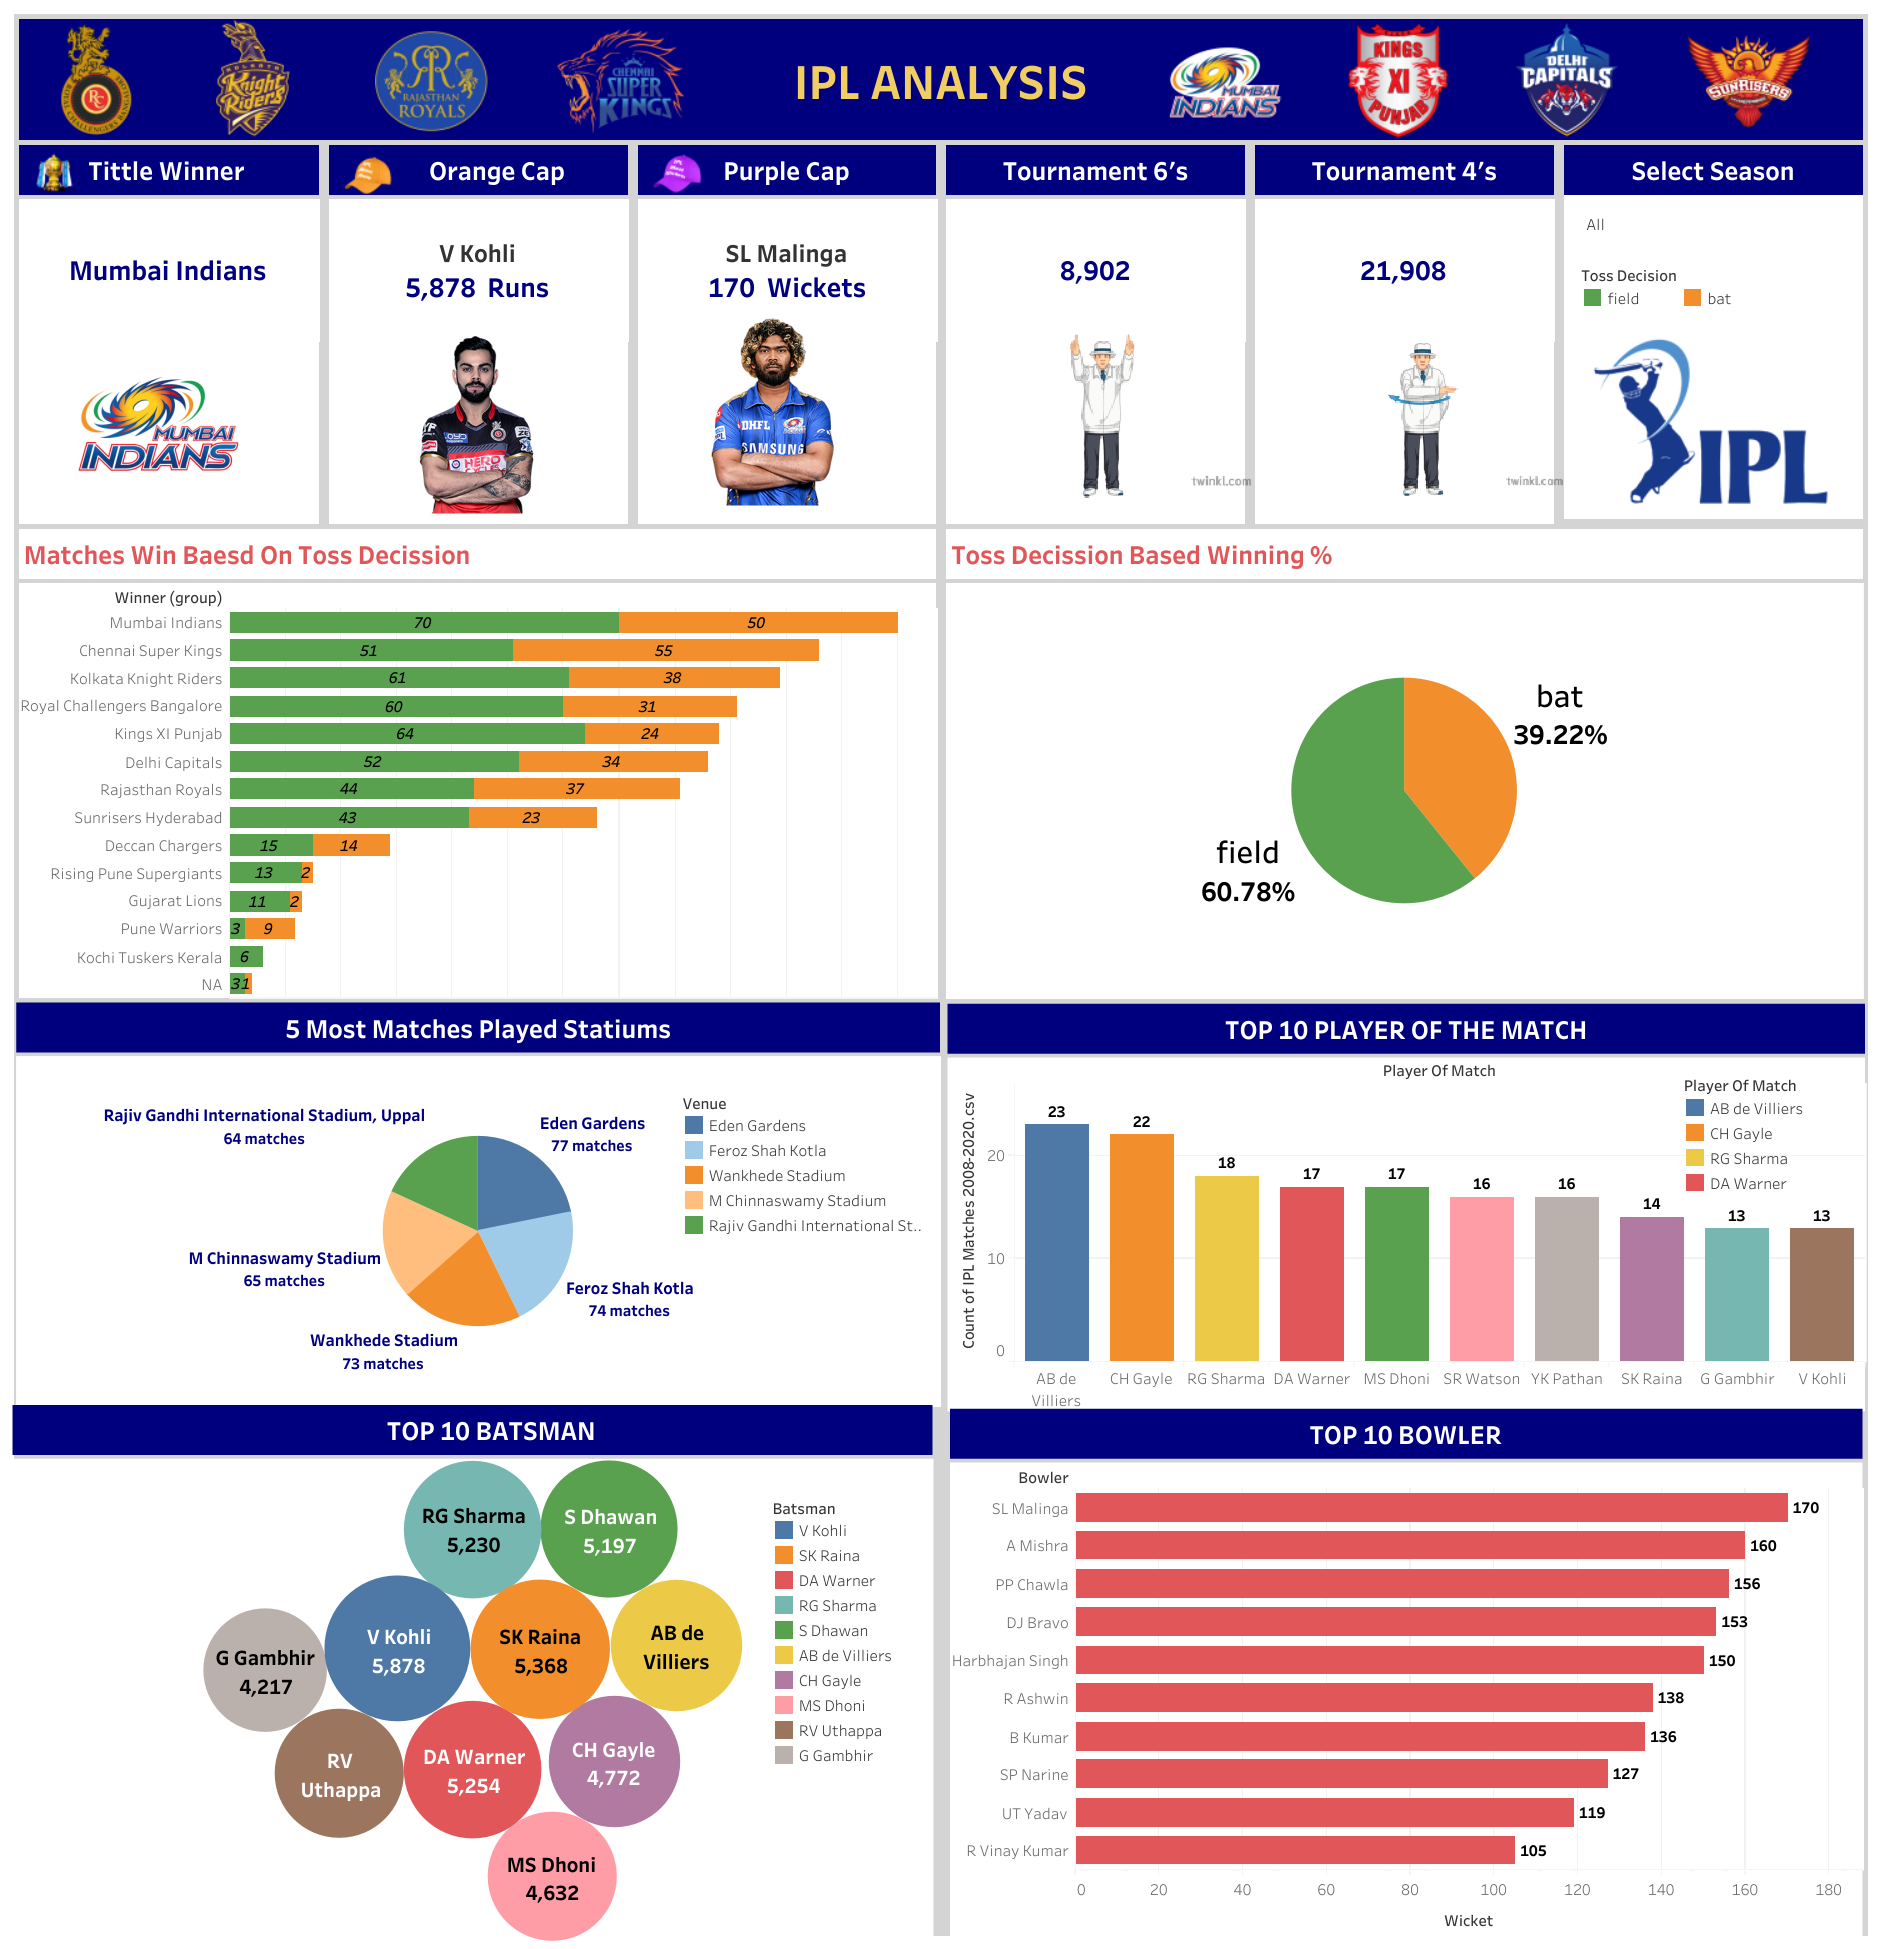 ROYAL CHALLENGERS
RC
KOLKATA
Knight
Riders
RR
RAJASTHAN
ROYALS
CHENNAI
SUPER
KINGS
IPL ANALYSIS
MUMBAI
INDIANS
KINGS
XI
PUNJAB
DELHI
CAPITALS
SUNRISERS
Tittle Winner
Orange Cap
Purple Cap
Tournament 6’s
Tournament 4’s
Select Season
Mumbai Indians
V Kohli
5,878 Runs
SL Malinga
170 Wickets
8,902
21,908
All
Toss Decision
field
bat
MUMBAI
INDIANS
HERO
DHFL
SAMSUNG
twinkl.com
twinkl.com
IPL
Matches Win Baesd On Toss Decission
Toss Decission Based Winning %
Winner (group)
Mumbai Indians 70 50
Chennai Super Kings 51 55
Kolkata Knight Riders 61 38
Royal Challengers Bangalore 60 31
Kings XI Punjab 64 24
Delhi Capitals 52 34
Rajasthan Royals 44 37
Sunrisers Hyderabad 43 23
Deccan Chargers 15 14
Rising Pune Supergiants 13 2
Gujarat Lions 11 2
Pune Warriors 3 9
Kochi Tuskers Kerala 6
NA 3 1
bat
39.22%
field
60.78%
5 Most Matches Played Statiums
TOP 10 PLAYER OF THE MATCH
Rajiv Gandhi International Stadium, Uppal
64 matches
Eden Gardens
77 matches
M Chinnaswamy Stadium
65 matches
Feroz Shah Kotla
74 matches
Wankhede Stadium
73 matches
Venue
Eden Gardens
Feroz Shah Kotla
Wankhede Stadium
M Chinnaswamy Stadium
Rajiv Gandhi International St..
Player Of Match
Player Of Match
AB de Villiers
CH Gayle
RG Sharma
DA Warner
Count of IPL Matches 2008-2020.csv
20
10
0
23 22 18 17 17 16 16 14 13 13
AB de Villiers
CH Gayle
RG Sharma
DA Warner
MS Dhoni
SR Watson
YK Pathan
SK Raina
G Gambhir
V Kohli
TOP 10 BATSMAN
TOP 10 BOWLER
RG Sharma
5,230
S Dhawan
5,197
G Gambhir
4,217
V Kohli
5,878
SK Raina
5,368
AB de
Villiers
RV
Uthappa
DA Warner
5,254
CH Gayle
4,772
MS Dhoni
4,632
Batsman
V Kohli
SK Raina
DA Warner
RG Sharma
S Dhawan
AB de Villiers
CH Gayle
MS Dhoni
RV Uthappa
G Gambhir
Bowler
SL Malinga 170
A Mishra 160
PP Chawla 156
DJ Bravo 153
Harbhajan Singh 150
R Ashwin 138
B Kumar 136
SP Narine 127
UT Yadav 119
R Vinay Kumar 105
0 20 40 60 80 100 120 140 160 180
Wicket